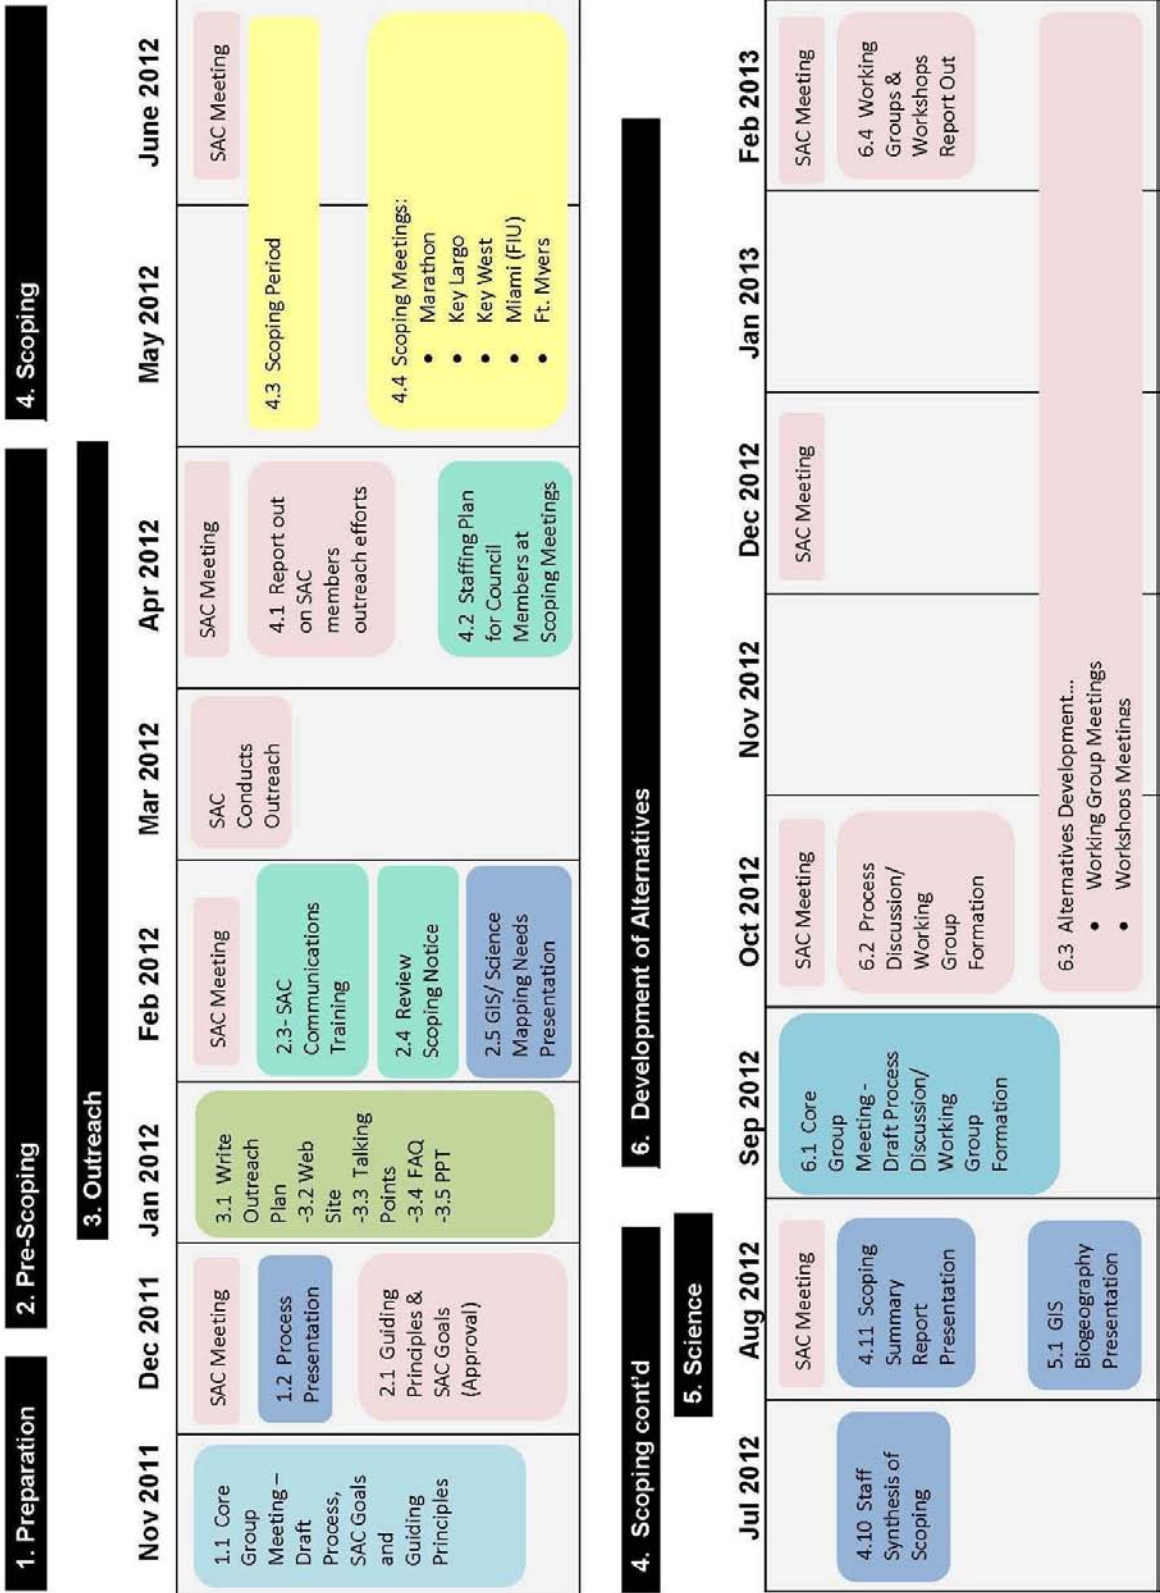 1. Preparation
2. Pre-Scoping
4. Scoping
3. Outreach
Nov 2011
Dec 2011
Jan 2012
Feb 2012
Mar 2012
Apr 2012
May 2012
June 2012
1.1 Core
Group
Meeting –
Draft
Process,
SAC Goals
and
Guiding
Principles
SAC Meeting
1.2 Process
Presentation
2.1 Guiding
Principles &
SAC Goals
(Approval)
3.1 Write
Outreach
Plan
-3.2 Web
Site
-3.3 Talking
Points
-3.4 FAQ
-3.5 PPT
SAC Meeting
2.3- SAC
Communications
Training
2.4 Review
Scoping Notice
2.5 GIS/ Science
Mapping Needs
Presentation
SAC
Conducts
Outreach
SAC Meeting
4.1 Report out
on SAC
members
outreach efforts
4.2 Staffing Plan
for Council
Members at
Scoping Meetings
SAC Meeting
4.3 Scoping Period
4.4 Scoping Meetings:
• Marathon
• Key Largo
• Key West
• Miami (FIU)
• Ft. Myers
4. Scoping cont'd
6. Development of Alternatives
5. Science
Jul 2012
Aug 2012
Sep 2012
Oct 2012
Nov 2012
Dec 2012
Jan 2013
Feb 2013
4.10 Staff
Synthesis of
Scoping
SAC Meeting
4.11 Scoping
Summary
Report
Presentation
5.1 GIS
Biogeography
Presentation
6.1 Core
Group
Meeting -
Draft Process
Discussion/
Working
Group
Formation
SAC Meeting
6.2 Process
Discussion/
Working
Group
Formation
6.3 Alternatives Development...
• Working Group Meetings
• Workshops Meetings
SAC Meeting
SAC Meeting
6.4 Working
Groups &
Workshops
Report Out